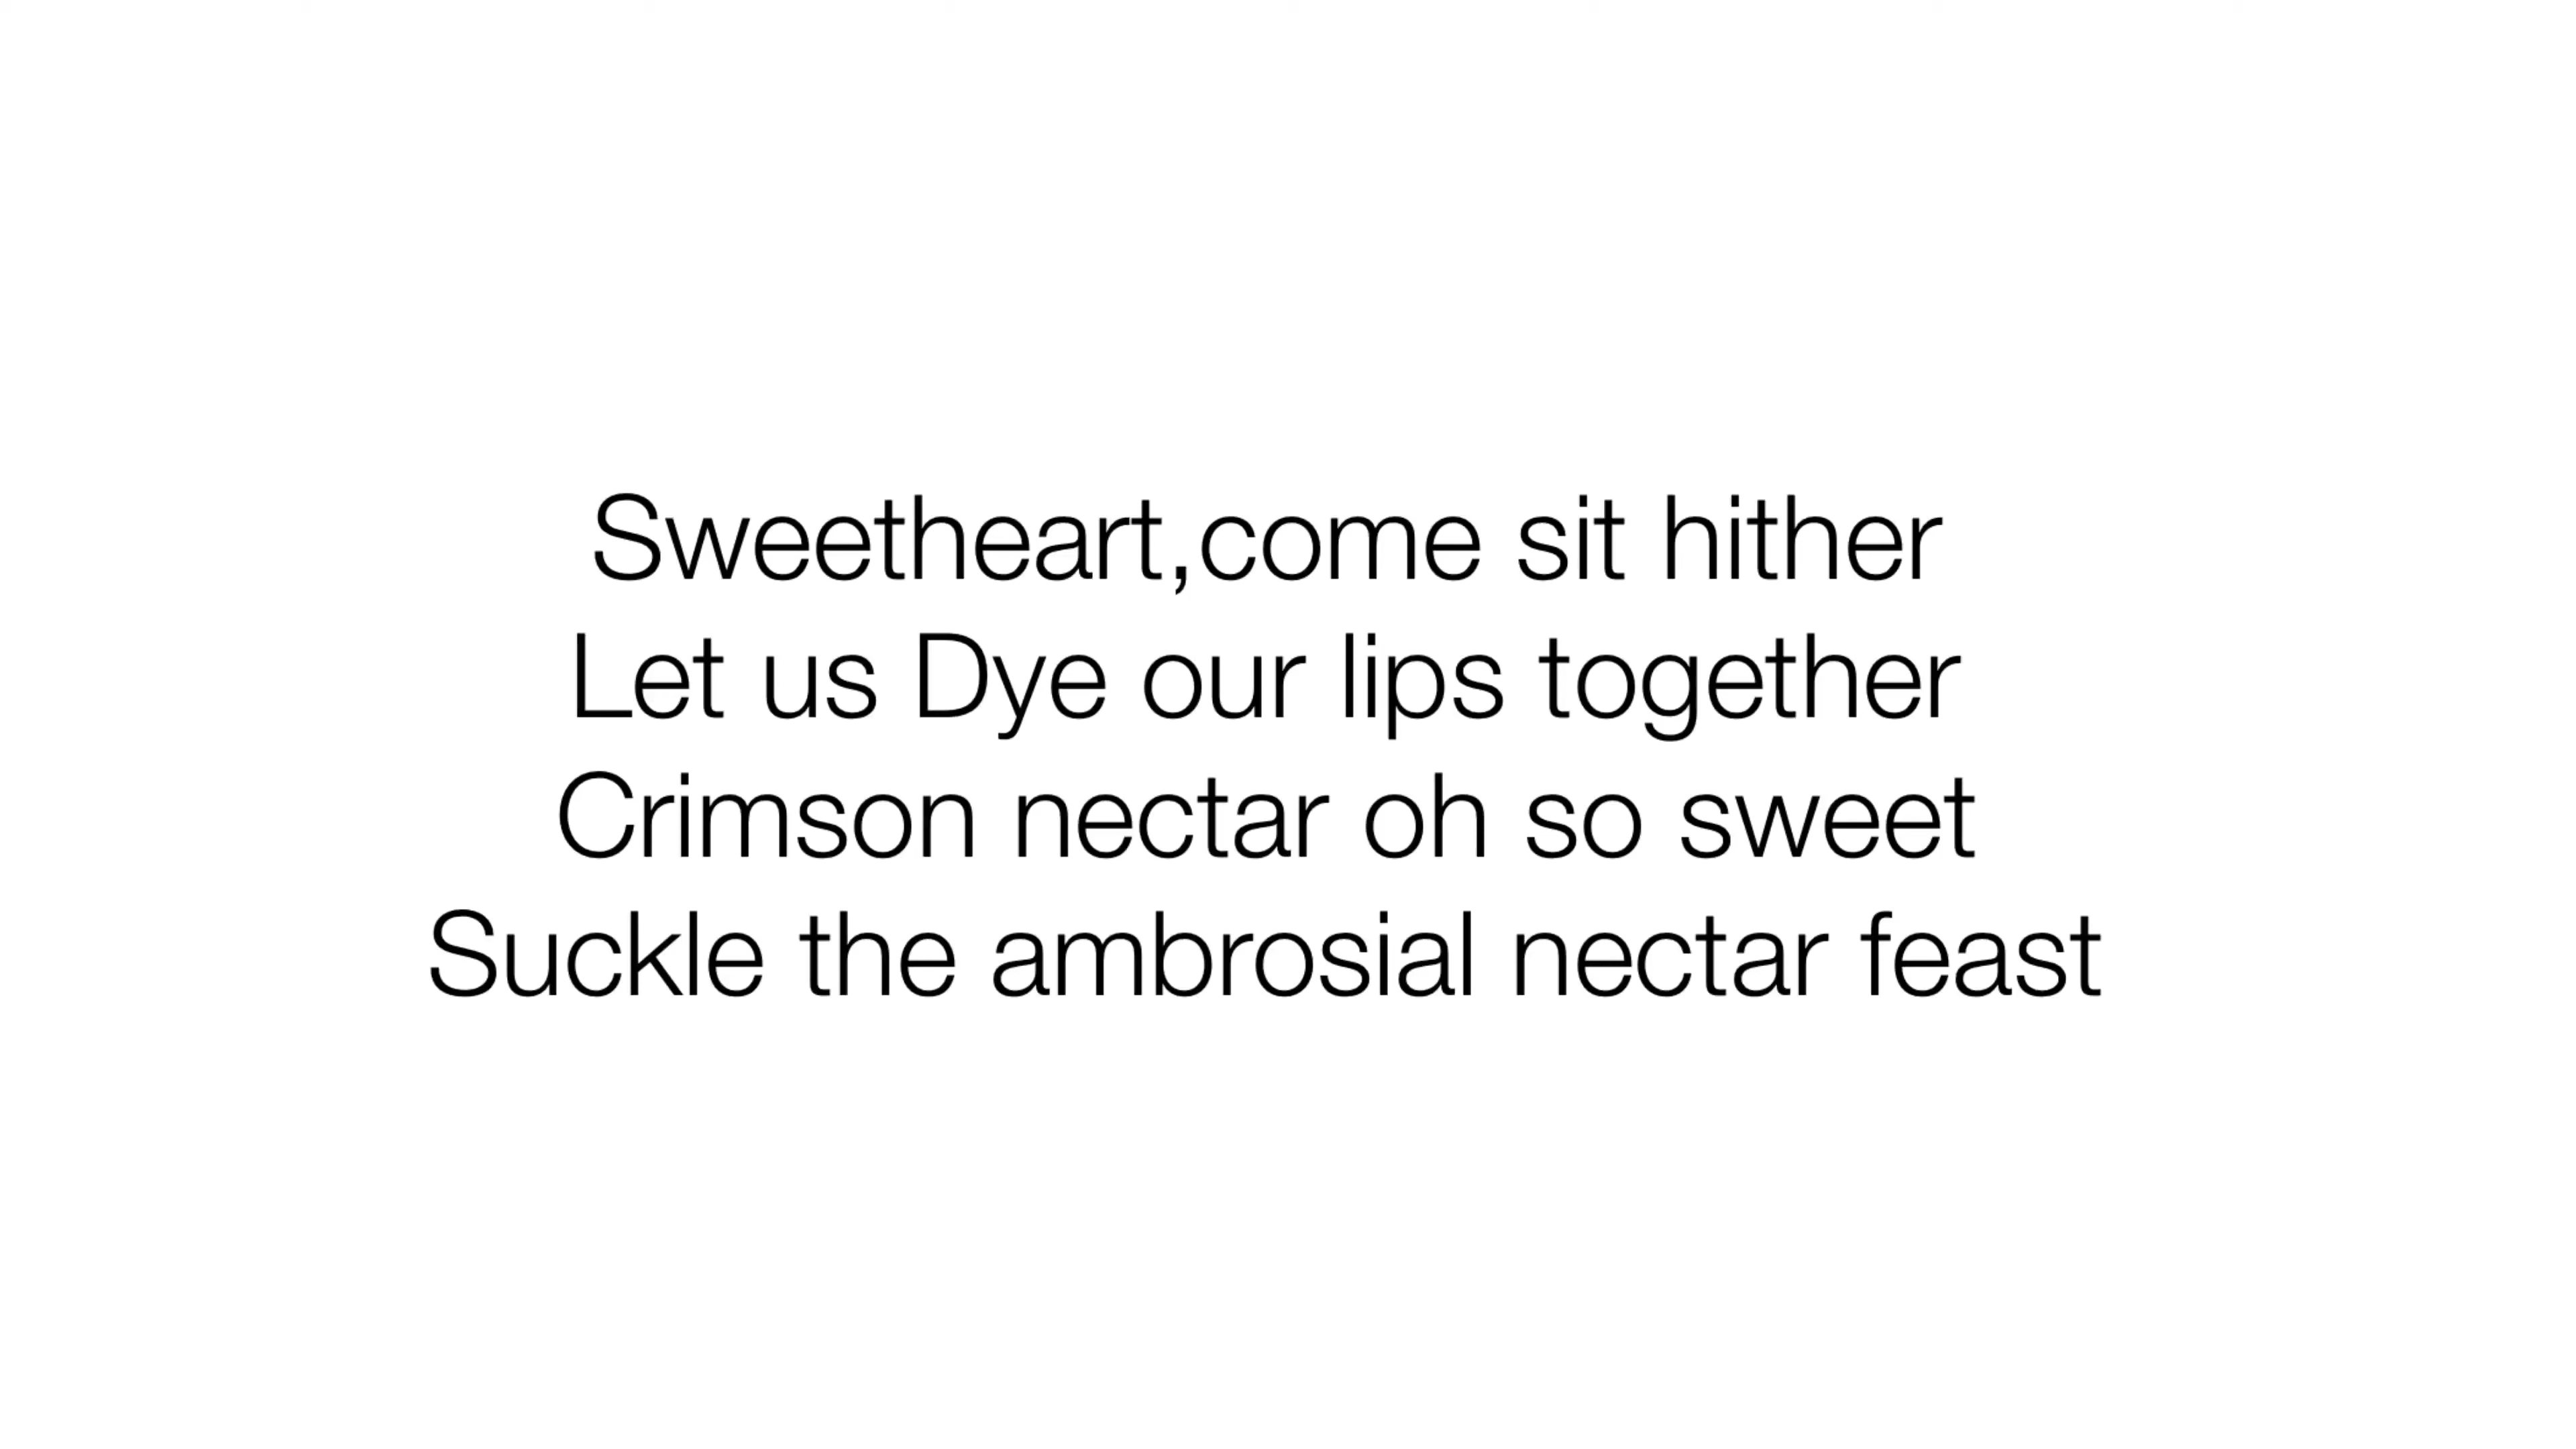 Sweetheart,come sit hither
Let us Dye our lips together
Crimson nectar oh so sweet
Suckle the ambrosial nectar feast